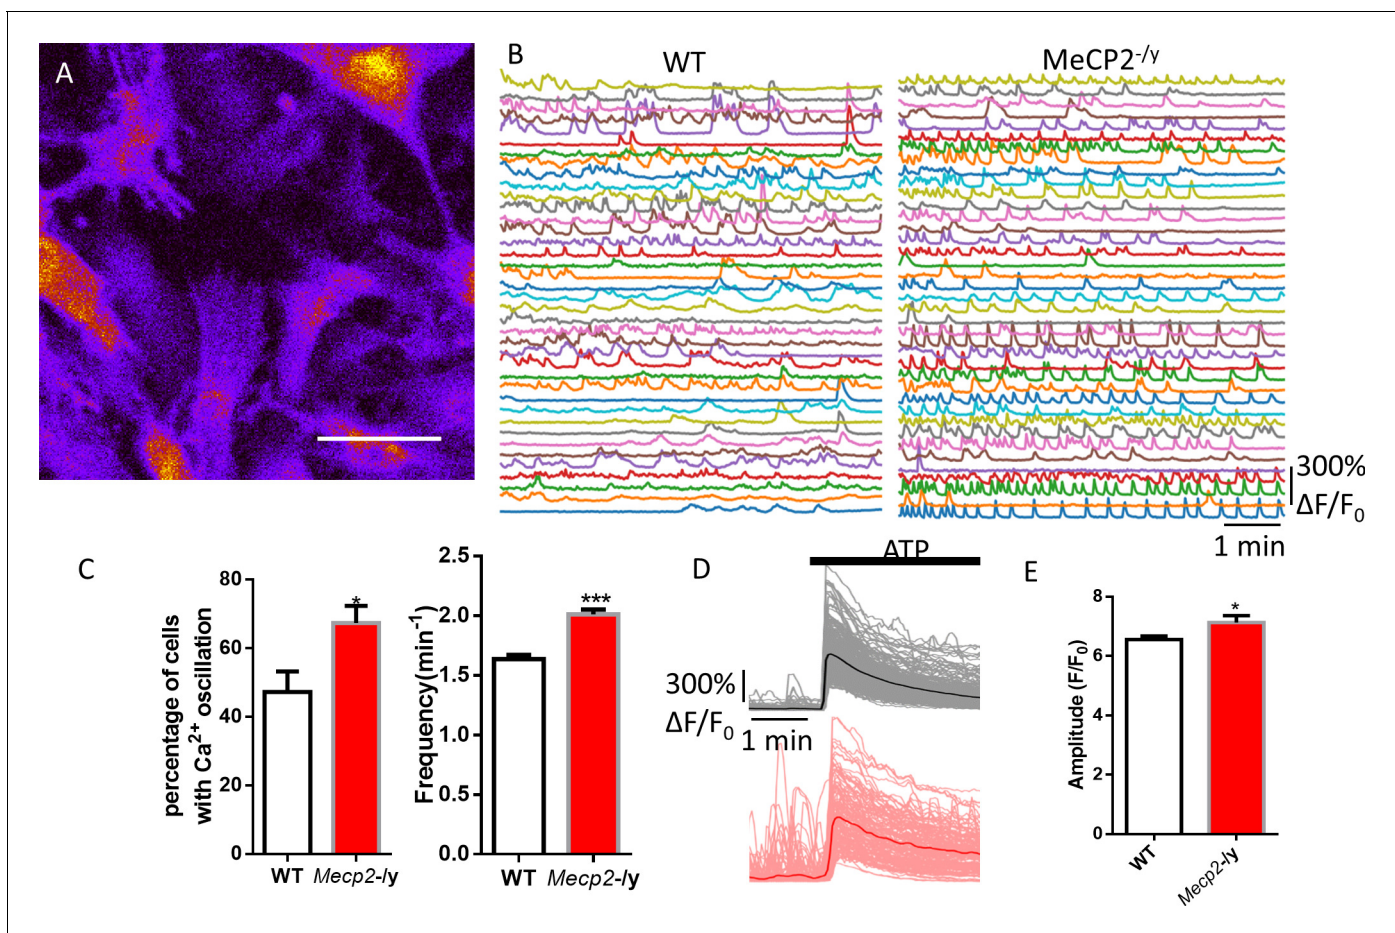 A
B
WT
MeCP2-/y
300%
ΔF/F0
1 min
C
percentage of cells
with Ca2+ oscillation
80
60
40
20
0
*
WT
Mecp2-/y
Frequency(min-1)
2.5
2.0
1.5
1.0
0.5
0.0
***
WT
Mecp2-/y
D
ATP
300%
ΔF/F0
1 min
E
Amplitude (F/F0)
8
6
4
2
0
*
WT
Mecp2-/y